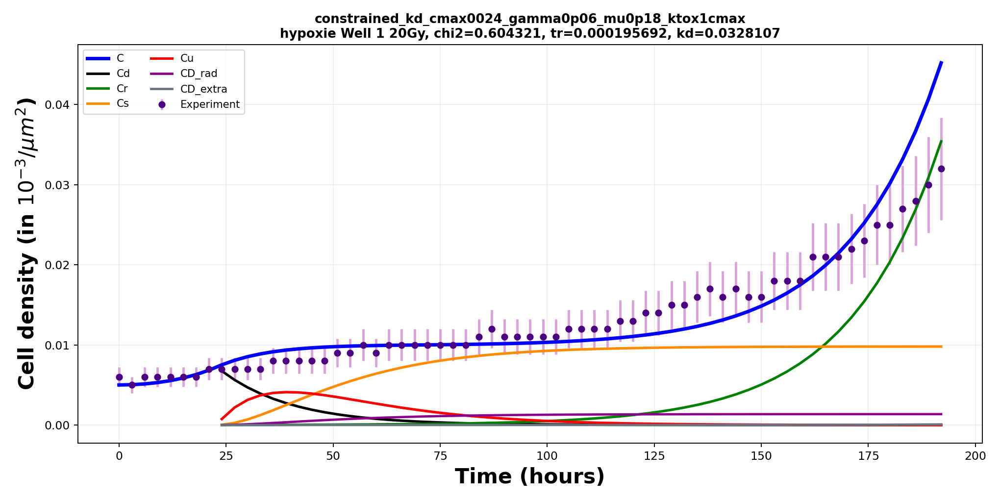 constrained_kd_cmax0024_gamma0p06_mu0p18_ktox1cmax
hypoxie Well 1 20Gy, chi2=0.604321, tr=0.000195692, kd=0.0328107
C
Cd
Cr
Cs
Cu
CD_rad
CD_extra
Experiment
Cell density (in 10⁻³/μm²)
0.04
0.03
0.02
0.01
0.00
0 25 50 75 100 125 150 175 200
Time (hours)